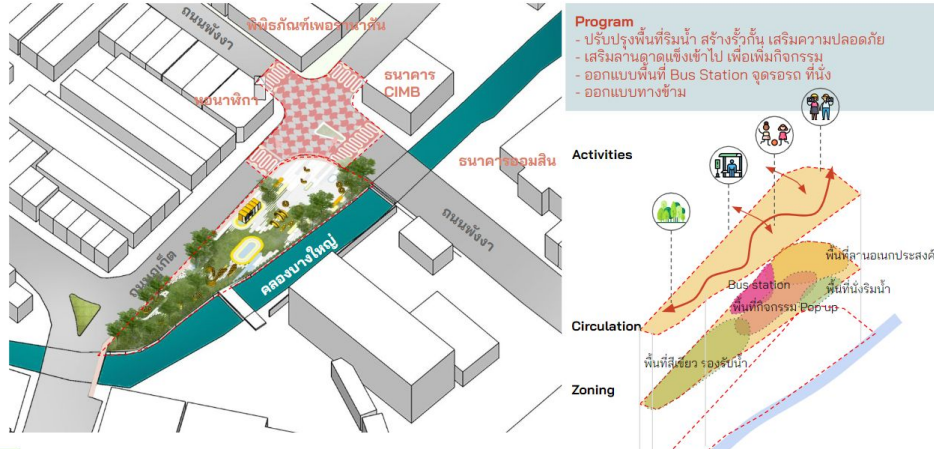 ถนนพังงา
พิพิธภัณฑ์เพอรานากัน
หอนาฬิกา
ธนาคาร
CIMB
ธนาคารออมสิน
ถนนพังงา
ถนนภูเก็ต
คลองบางใหญ่
Program
- ปรับปรุงพื้นที่ริมน้ำ สร้างรั้วกั้น เสริมความปลอดภัย
- เสริมลานดาดแข็งเข้าไป เพื่อเพิ่มกิจกรรม
- ออกแบบพื้นที่ Bus Station จุดรอรถ ที่นั่ง
- ออกแบบทางข้าม
Activities
Circulation
Zoning
พื้นที่ลานอเนกประสงค์
Bus station
พื้นที่นั่งริมน้ำ
พื้นที่กิจกรรม Pop up
พื้นที่สีเขียว รองรับน้ำ